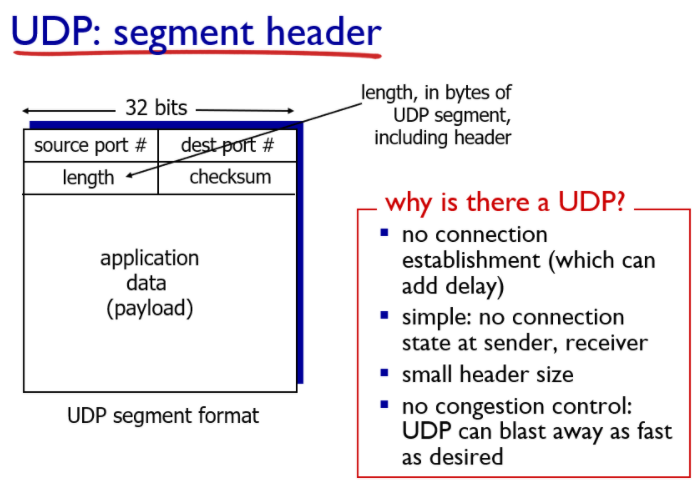 UDP: segment header
32 bits
source port #
dest port #
length
checksum
application
data
(payload)
UDP segment format
length, in bytes of
UDP segment,
including header
why is there a UDP?
▪ no connection
establishment (which can
add delay)
▪ simple: no connection
state at sender, receiver
▪ small header size
▪ no congestion control:
UDP can blast away as fast
as desired